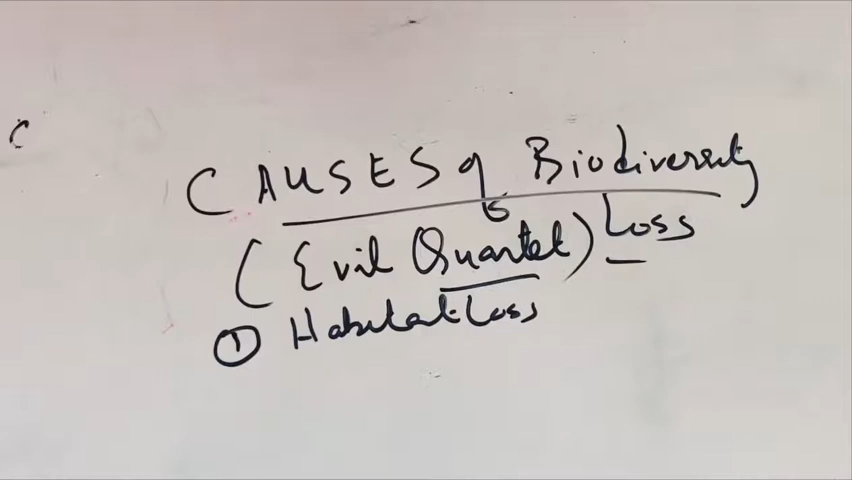 CAUSES of Biodiversity
(Evil Quartet) Loss
① Habitat Loss